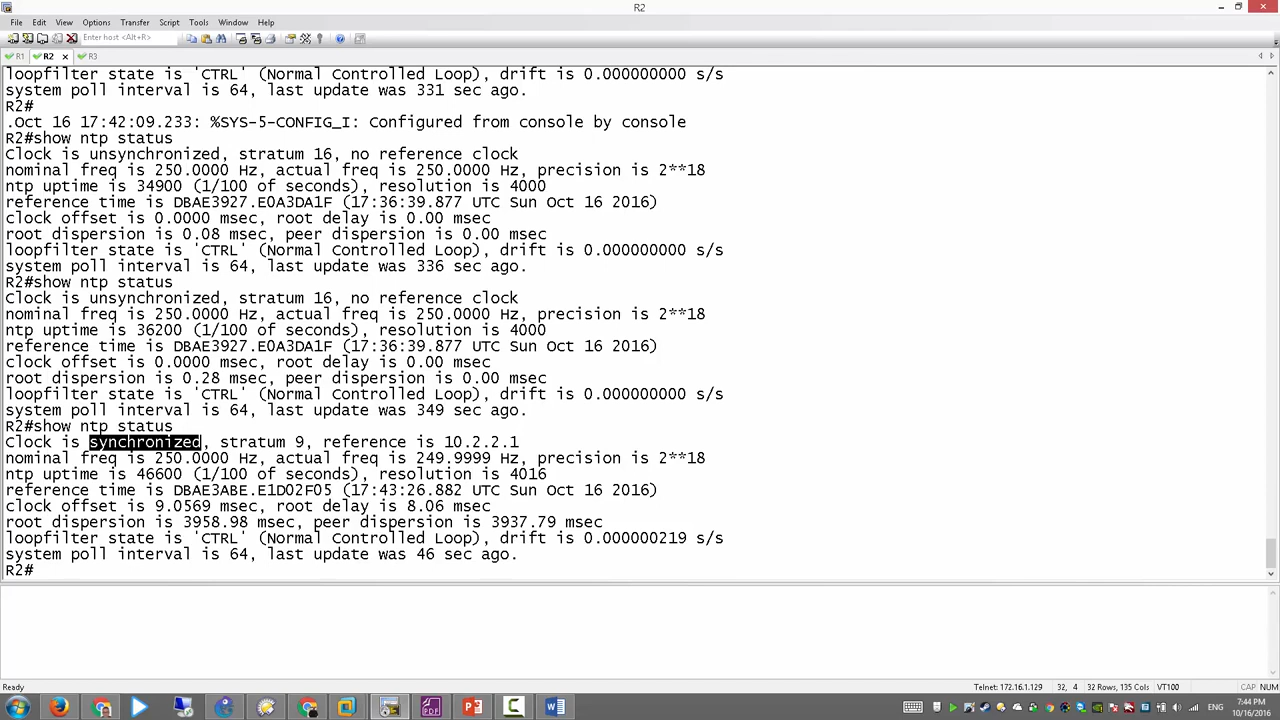 R2
File Edit View Options Transfer Script Tools Window Help
Enter host <Alt+R>
R1 R2 R3
loopfilter state is 'CTRL' (Normal Controlled Loop), drift is 0.000000000 s/s
system poll interval is 64, last update was 331 sec ago.
R2#
.Oct 16 17:42:09.233: %SYS-5-CONFIG_I: Configured from console by console
R2#show ntp status
Clock is unsynchronized, stratum 16, no reference clock
nominal freq is 250.0000 Hz, actual freq is 250.0000 Hz, precision is 2**18
ntp uptime is 34900 (1/100 of seconds), resolution is 4000
reference time is DBAE3927.E0A3DA1F (17:36:39.877 UTC Sun Oct 16 2016)
clock offset is 0.0000 msec, root delay is 0.00 msec
root dispersion is 0.08 msec, peer dispersion is 0.00 msec
loopfilter state is 'CTRL' (Normal Controlled Loop), drift is 0.000000000 s/s
system poll interval is 64, last update was 336 sec ago.
R2#show ntp status
Clock is unsynchronized, stratum 16, no reference clock
nominal freq is 250.0000 Hz, actual freq is 250.0000 Hz, precision is 2**18
ntp uptime is 36200 (1/100 of seconds), resolution is 4000
reference time is DBAE3927.E0A3DA1F (17:36:39.877 UTC Sun Oct 16 2016)
clock offset is 0.0000 msec, root delay is 0.00 msec
root dispersion is 0.28 msec, peer dispersion is 0.00 msec
loopfilter state is 'CTRL' (Normal Controlled Loop), drift is 0.000000000 s/s
system poll interval is 64, last update was 349 sec ago.
R2#show ntp status
Clock is synchronized, stratum 9, reference is 10.2.2.1
nominal freq is 250.0000 Hz, actual freq is 249.9999 Hz, precision is 2**18
ntp uptime is 46600 (1/100 of seconds), resolution is 4016
reference time is DBAE3ABE.E1D02F05 (17:43:26.882 UTC Sun Oct 16 2016)
clock offset is 9.0569 msec, root delay is 8.06 msec
root dispersion is 3958.98 msec, peer dispersion is 3937.79 msec
loopfilter state is 'CTRL' (Normal Controlled Loop), drift is 0.000000219 s/s
system poll interval is 64, last update was 46 sec ago.
R2#
Ready Telnet: 172.16.1.129 32, 4 32 Rows, 135 Cols VT100 CAP NUM
PDF ENG 7:44 PM
10/16/2016